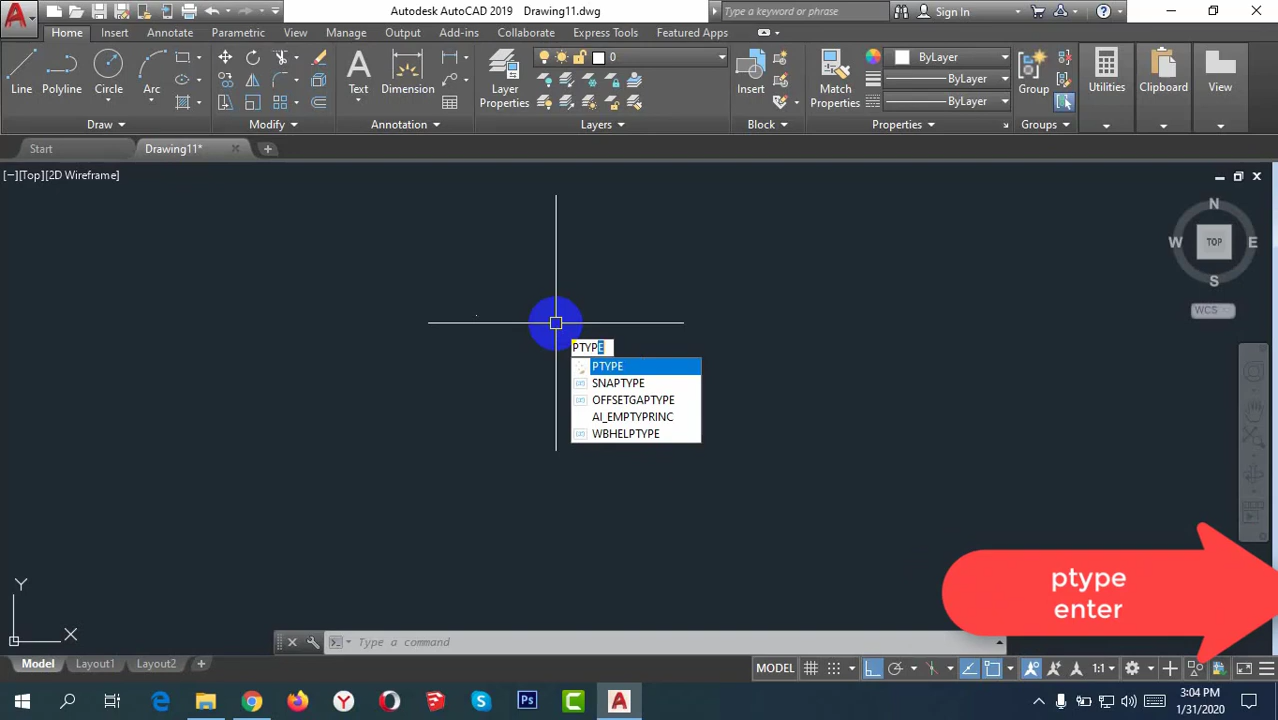 Autodesk AutoCAD 2019 Drawing11.dwg
Type a keyword or phrase
Sign In
Home Insert Annotate Parametric View Manage Output Add-ins Collaborate Express Tools Featured Apps
Line Polyline Circle Arc
Text Dimension
Layer Properties
0
Insert
Match Properties
ByLayer
ByLayer
ByLayer
Group
Utilities
Clipboard
View
Draw Modify Annotation Layers Block Properties Groups
Start Drawing11*
[−][Top][2D Wireframe]
N
W TOP E
S
WCS
PTYPE
PTYPE
SNAPTYPE
OFFSETGAPTYPE
AI_EMPTYPRINC
WBHELPTYPE
ptype
enter
Y
X
Type a command
Model Layout1 Layout2
MODEL
1:1
3:04 PM
1/31/2020